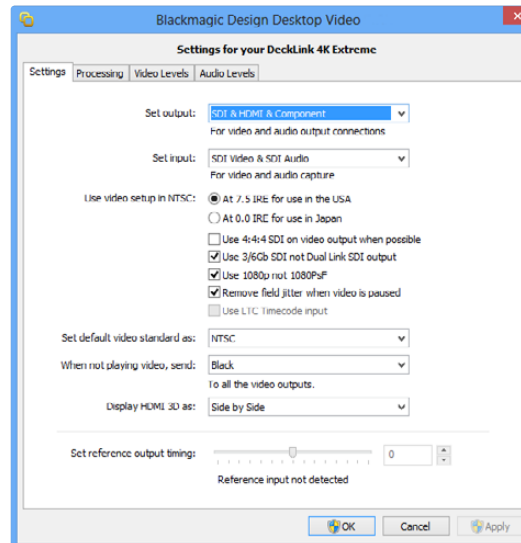 Blackmagic Design Desktop Video
Settings for your DeckLink 4K Extreme
Settings Processing Video Levels Audio Levels
Set output: SDI & HDMI & Component
For video and audio output connections
Set input: SDI Video & SDI Audio
For video and audio capture
Use video setup in NTSC: At 7.5 IRE for use in the USA
At 0.0 IRE for use in Japan
Use 4:4:4 SDI on video output when possible
Use 3/6Gb SDI not Dual Link SDI output
Use 1080p not 1080PsF
Remove field jitter when video is paused
Use LTC Timecode input
Set default video standard as: NTSC
When not playing video, send: Black
To all the video outputs.
Display HDMI 3D as: Side by Side
Set reference output timing: 0
Reference input not detected
OK Cancel Apply